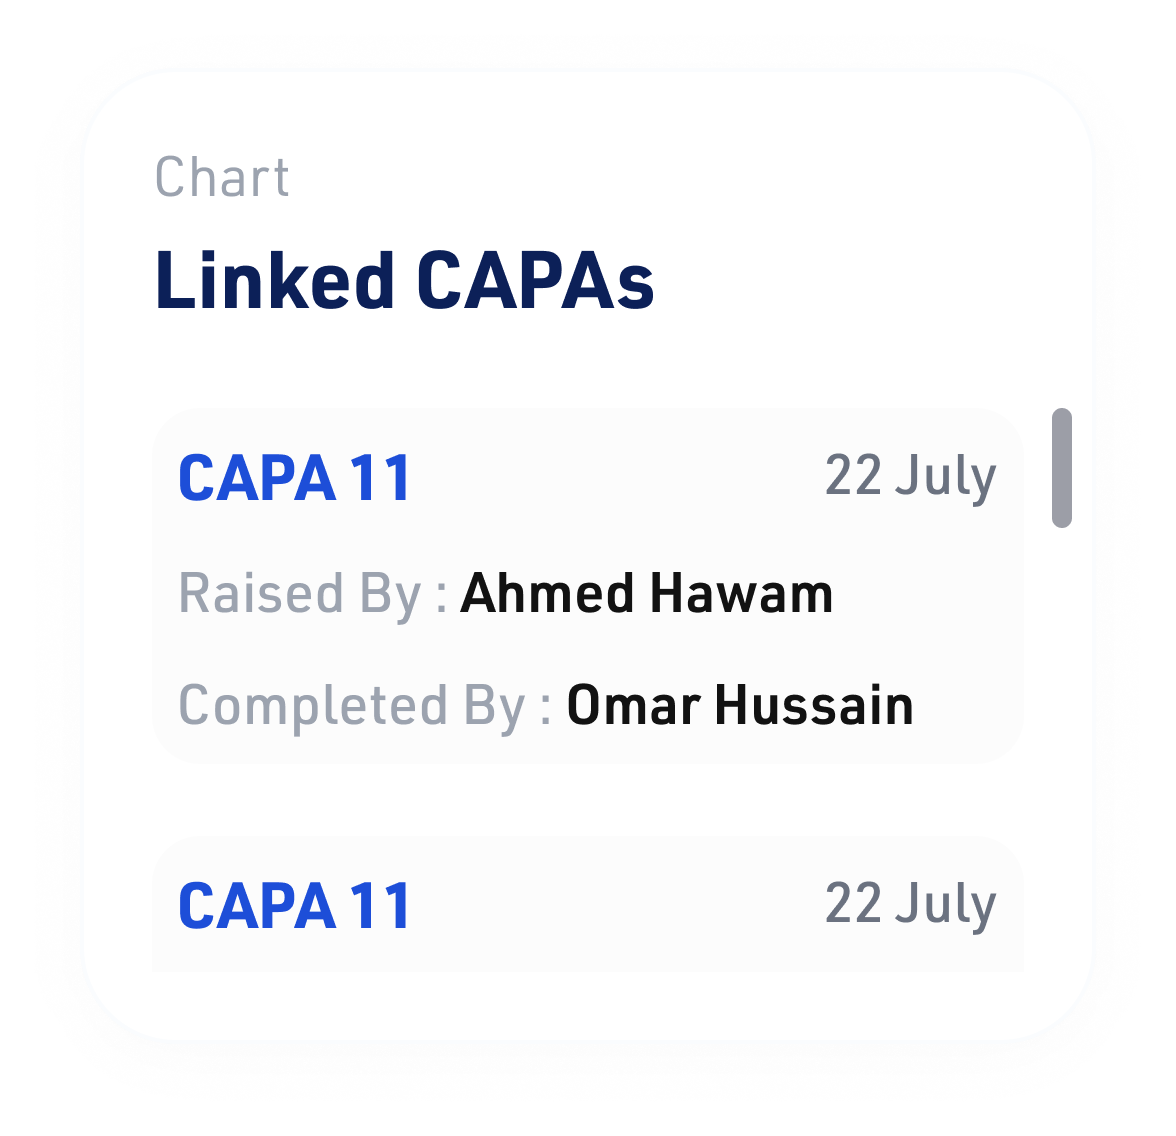 Chart
Linked CAPAs
CAPA 11 22 July
Raised By : Ahmed Hawam
Completed By : Omar Hussain
CAPA 11 22 July